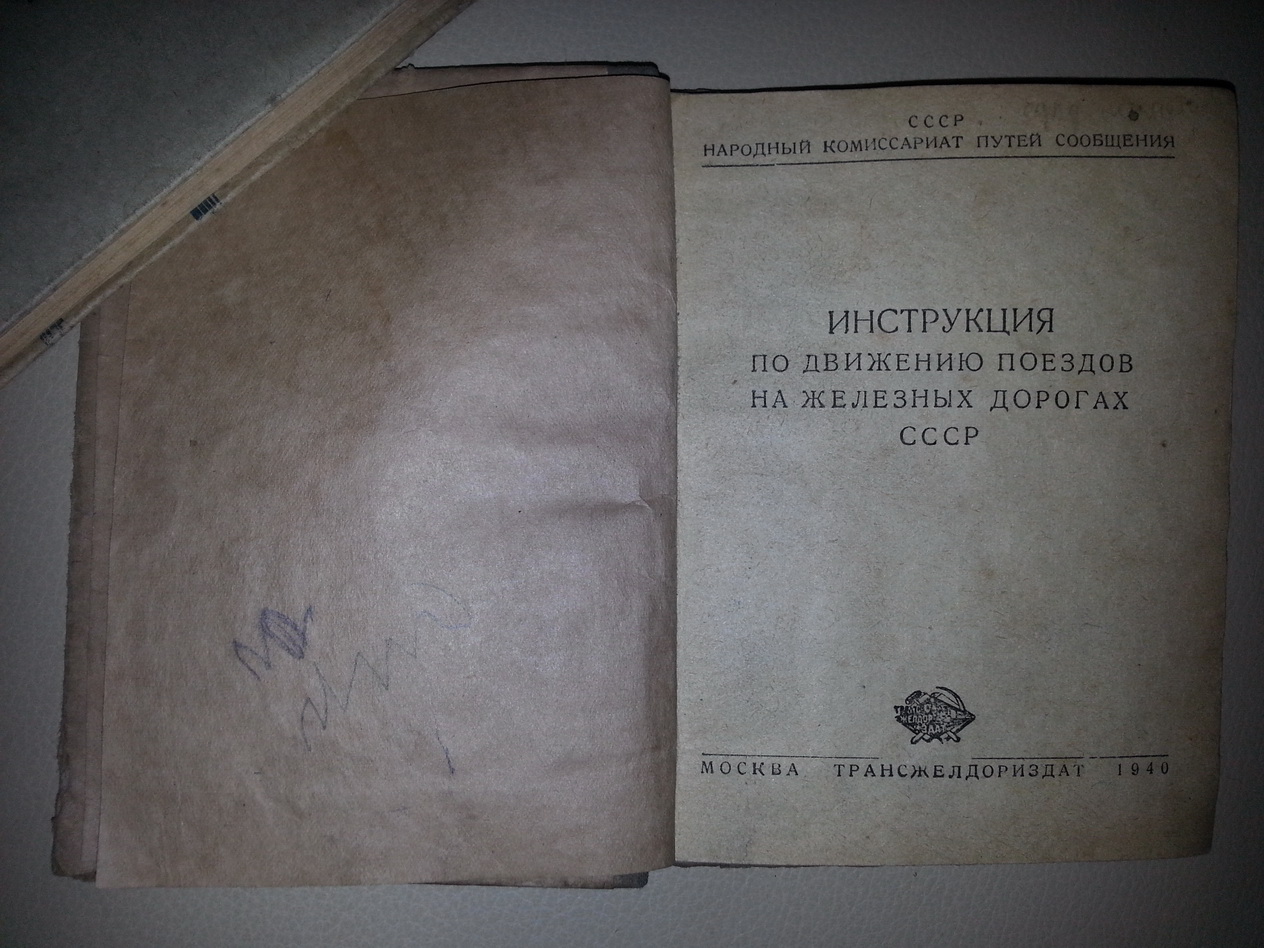 СССР
НАРОДНЫЙ КОМИССАРИАТ ПУТЕЙ СООБЩЕНИЯ
ИНСТРУКЦИЯ
ПО ДВИЖЕНИЮ ПОЕЗДОВ
НА ЖЕЛЕЗНЫХ ДОРОГАХ
СССР
МОСКВА ТРАНСЖЕЛДОРИЗДАТ 1940